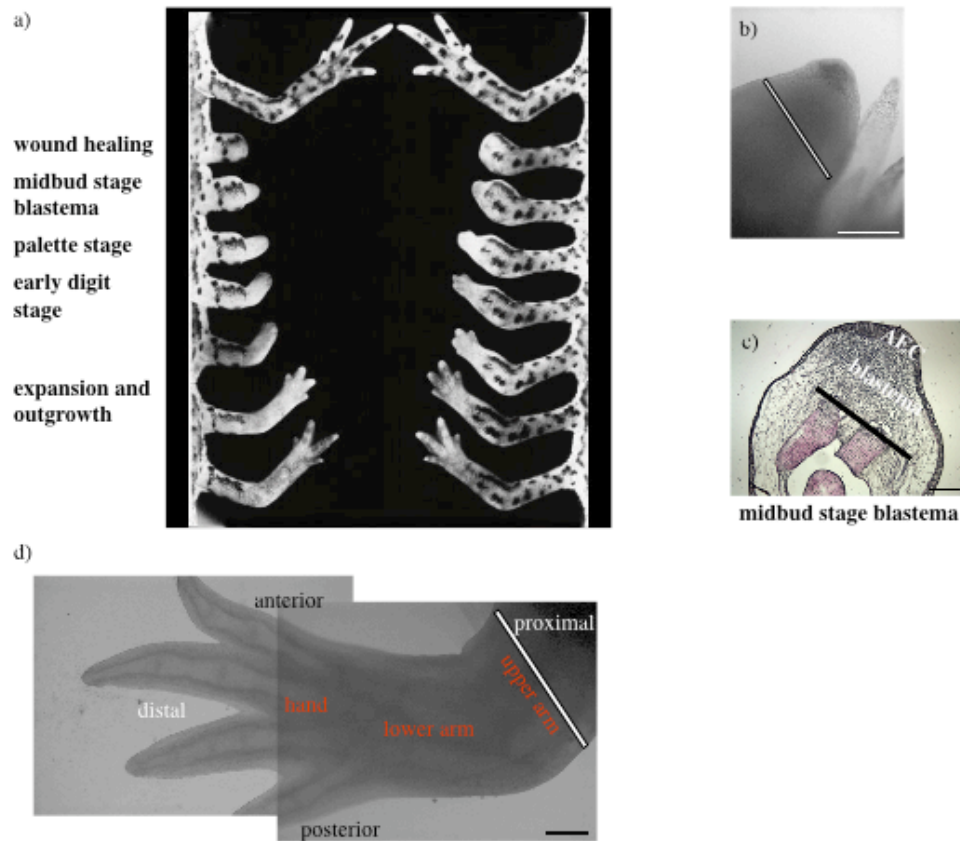 a)
wound healing
midbud stage
blastema
palette stage
early digit
stage
expansion and
outgrowth
b)
c)
AEC
blastema
midbud stage blastema
d)
anterior
proximal
upper arm
hand
distal
lower arm
posterior